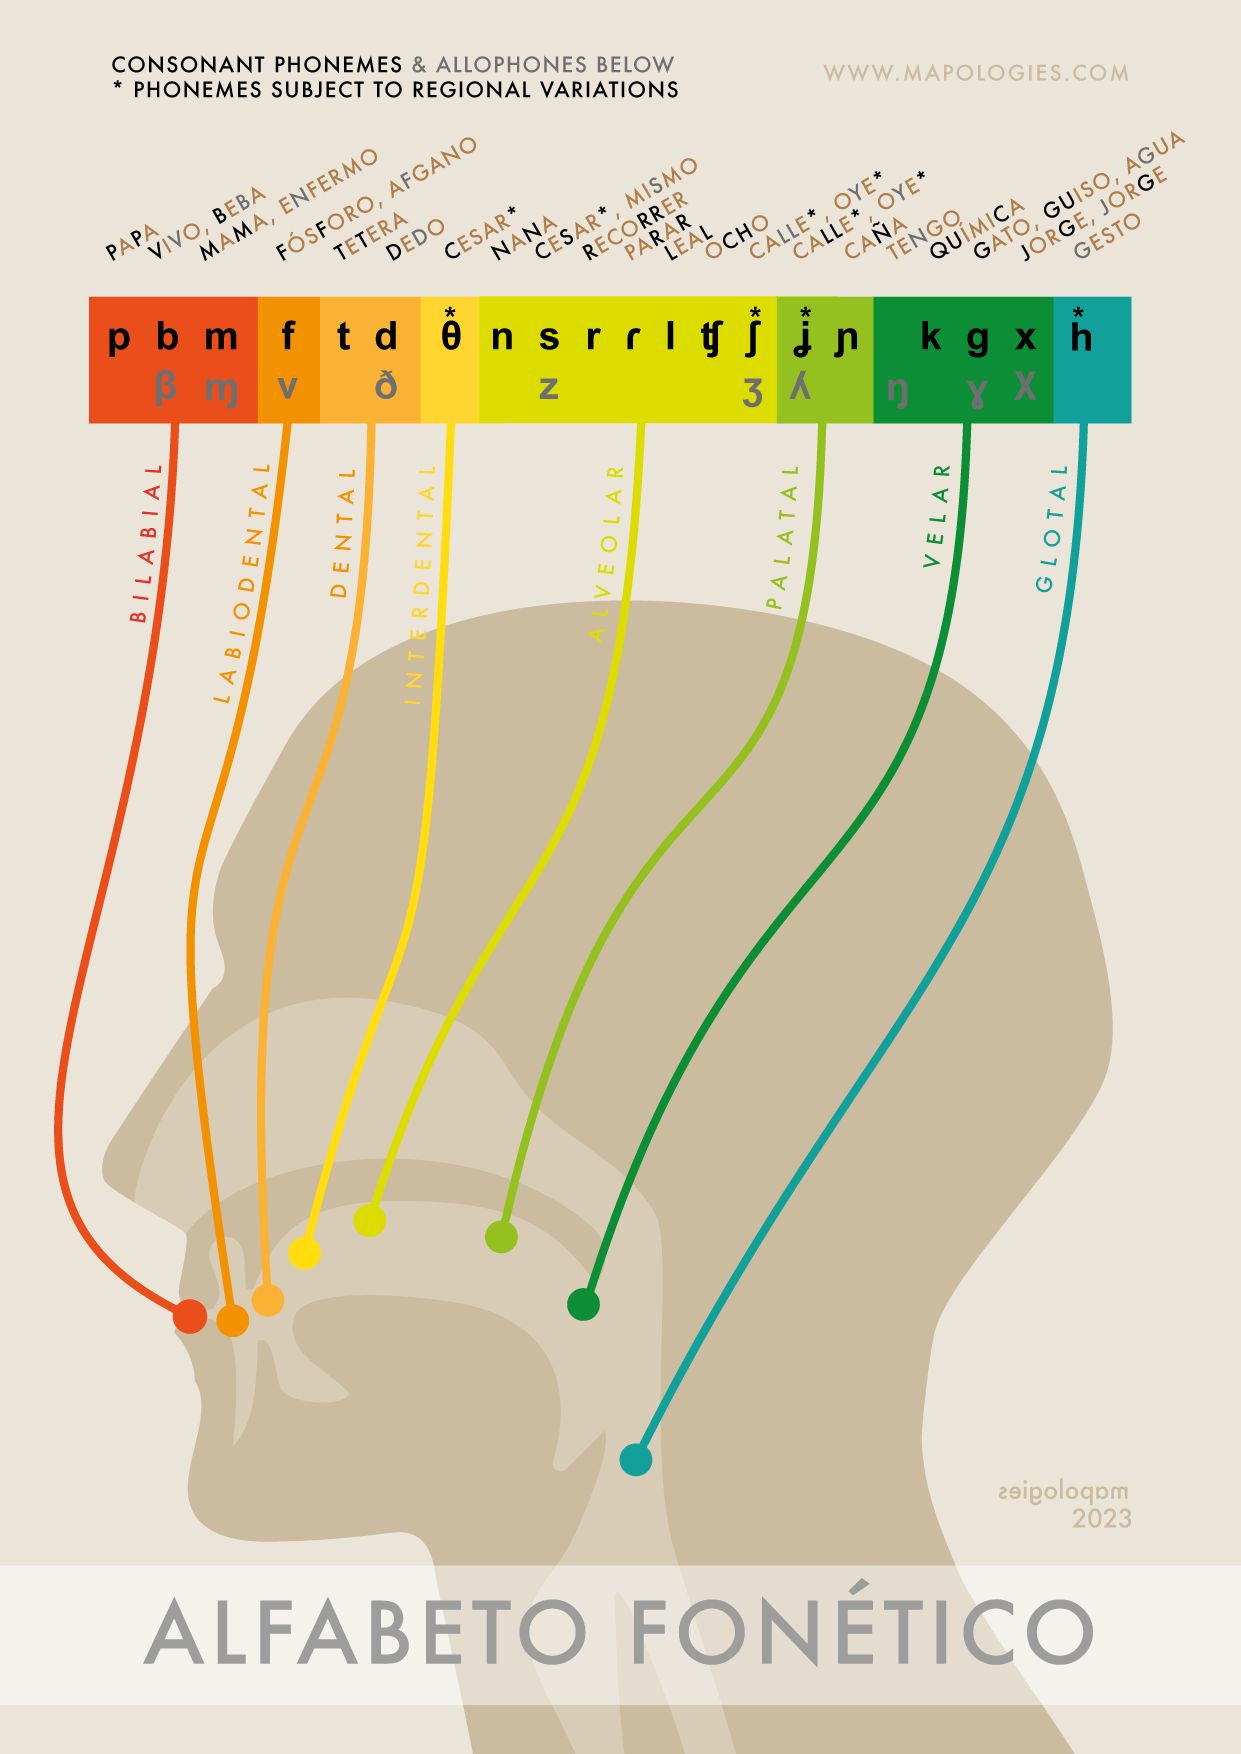 CONSONANT PHONEMES & ALLOPHONES BELOW
* PHONEMES SUBJECT TO REGIONAL VARIATIONS
WWW.MAPOLOGIES.COM
PAPA
VIVO, BEBA
MAMA, ENFERMO
FÓSFORO, AFGANO
TETERA
DEDO
CESAR*
NANA
CESAR*, MISMO
RECORRER
PARAR
LEAL
OCHO
CALLE*, OYE*
CALLE*, OYE*
CAÑA
TENGO
QUÍMICA
GATO, GUISO, AGUA
JORGE, JORGE
GESTO
* * * *
p b m f t d θ n s r ɾ l ʧ ʃ ʝ ɲ k g x h
β ɱ v ð z ʒ ʎ ŋ ɣ χ
BILABIAL
LABIODENTAL
DENTAL
INTERDENTAL
ALVEOLAR
PALATAL
VELAR
GLOTAL
mapologies
2023
ALFABETO FONÉTICO